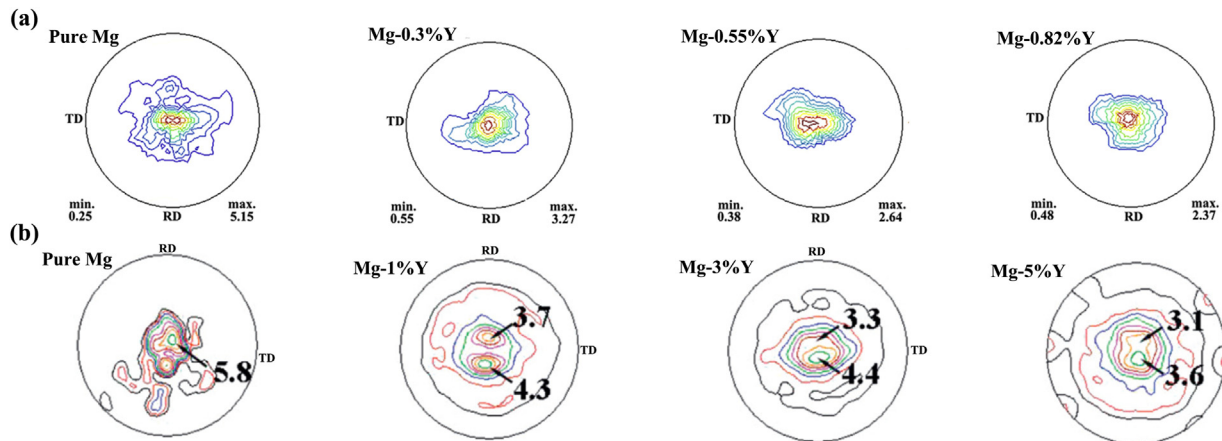 (a)
Pure Mg
Mg-0.3%Y
Mg-0.55%Y
Mg-0.82%Y
TD
TD
TD
TD
min.
0.25
RD
max.
5.15
min.
0.55
RD
max.
3.27
min.
0.38
RD
max.
2.64
min.
0.48
RD
max.
2.37
(b)
Pure Mg
RD
TD
5.8
Mg-1%Y
RD
TD
3.7
4.3
Mg-3%Y
RD
TD
3.3
4.4
Mg-5%Y
3.1
3.6